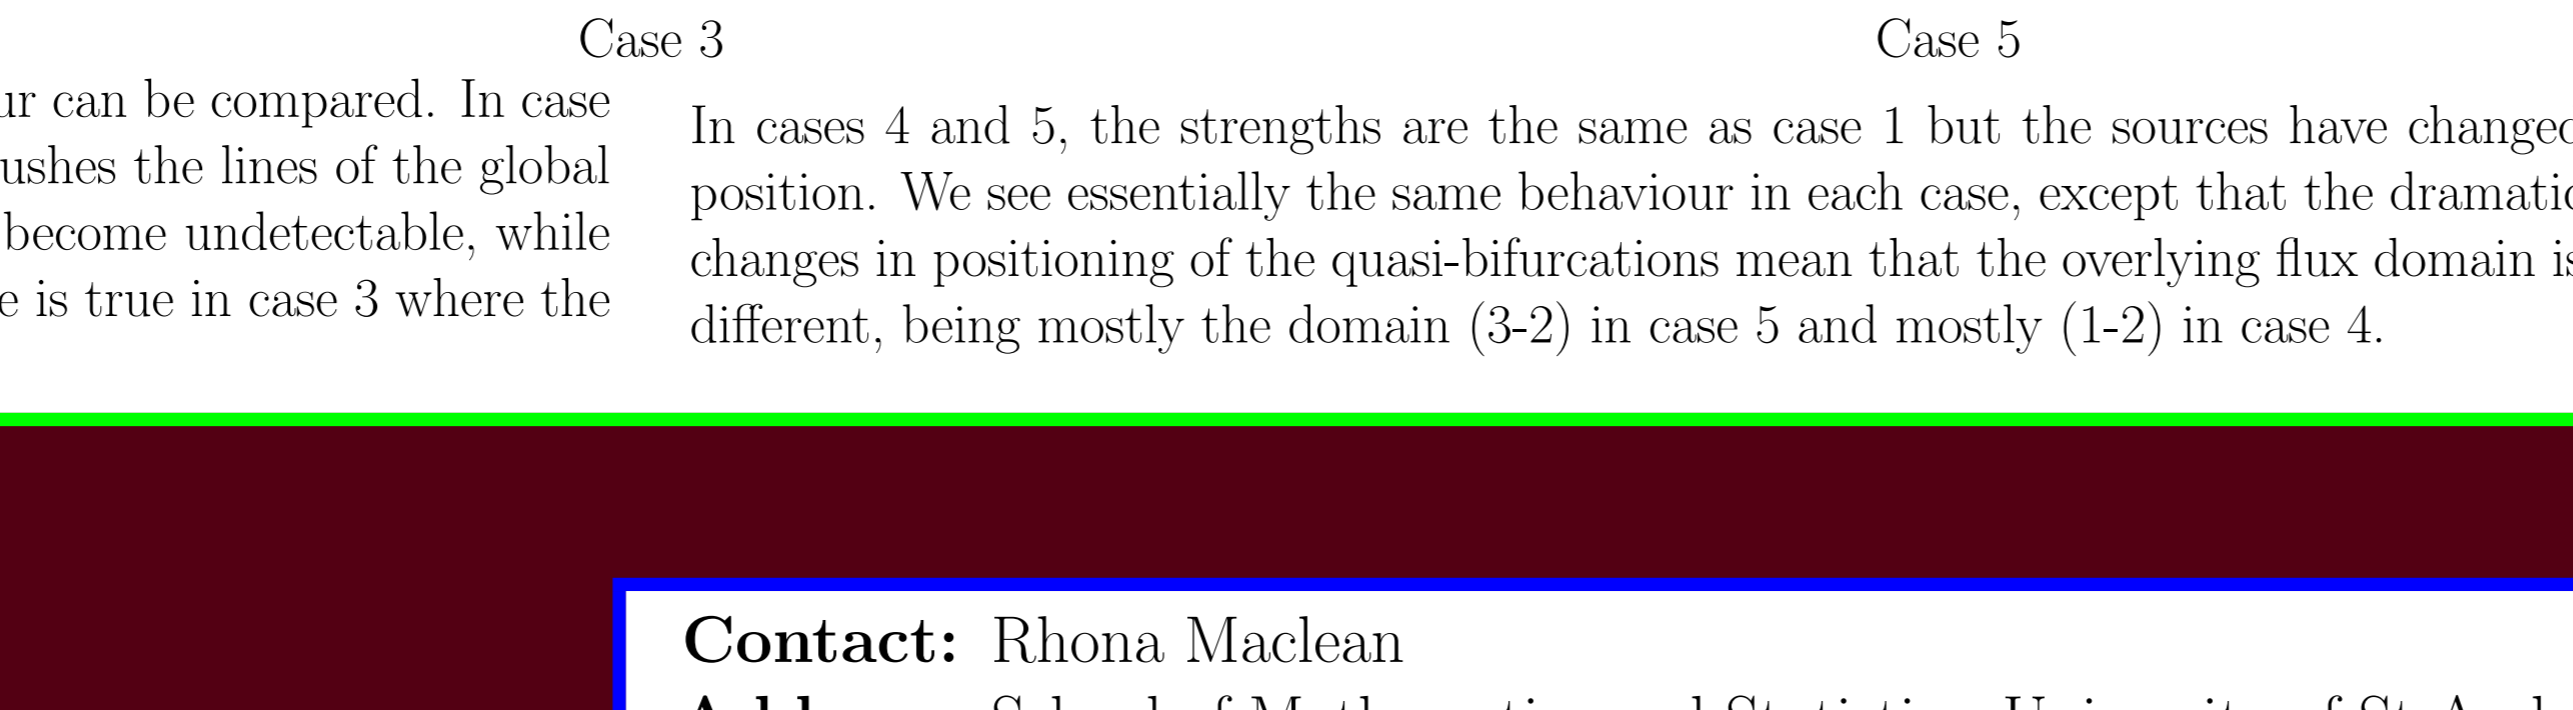 Case 3
ur can be compared. In case
ushes the lines of the global
become undetectable, while
e is true in case 3 where the
Case 5
In cases 4 and 5, the strengths are the same as case 1 but the sources have changed
position. We see essentially the same behaviour in each case, except that the dramatic
changes in positioning of the quasi-bifurcations mean that the overlying flux domain is
different, being mostly the domain (3-2) in case 5 and mostly (1-2) in case 4.
Contact: Rhona Maclean